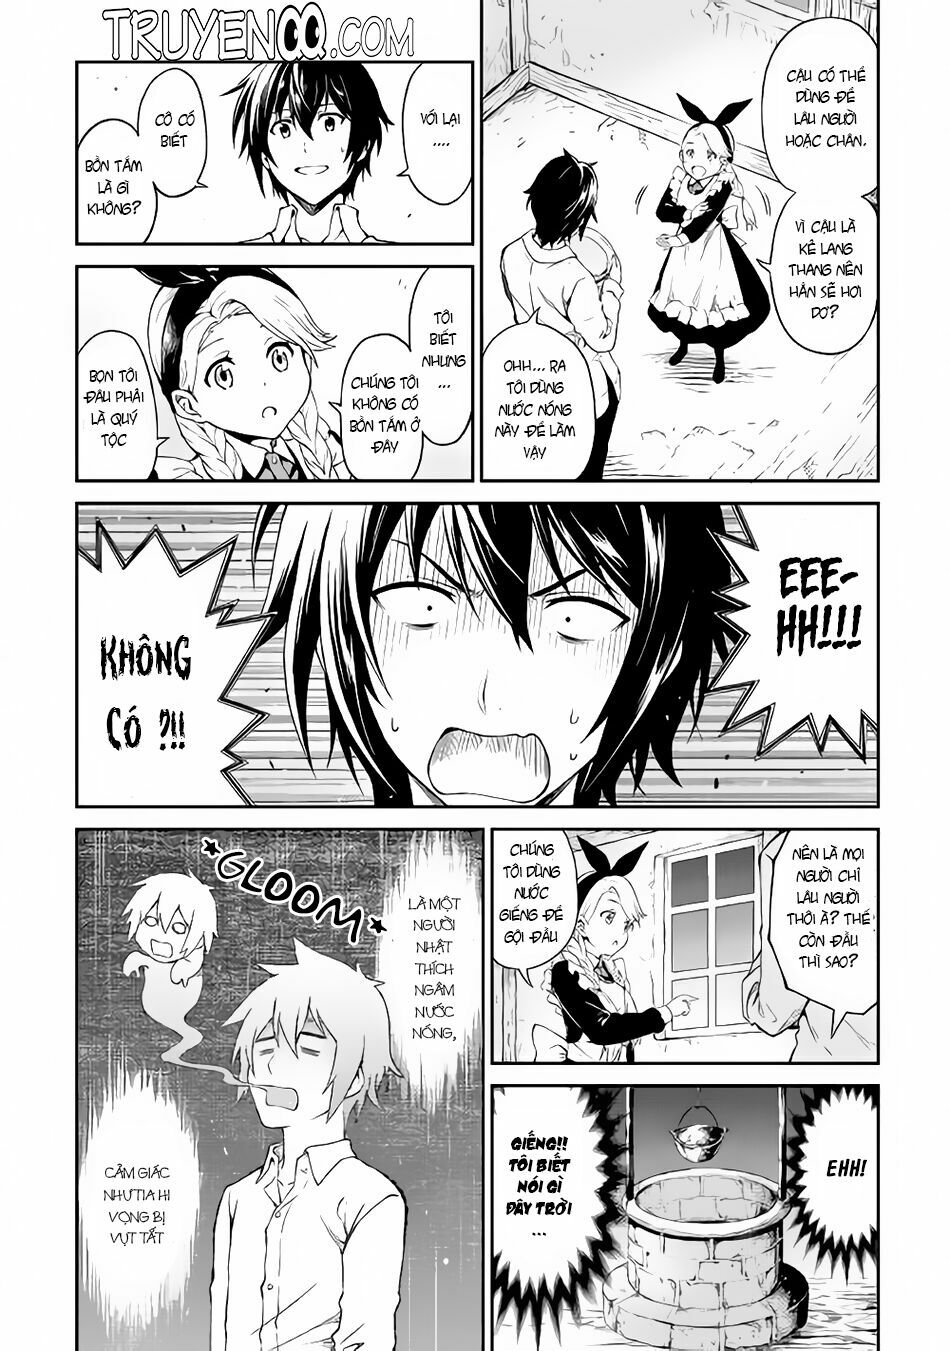 TRUYENQQ.COM
CẬU CÓ THỂ
DÙNG ĐỂ
LAU NGƯỜI
HOẶC CHÂN.
VÌ CẬU LÀ
KẺ LANG
THANG NÊN
HẲN SẼ HƠI
DƠ?
OHH... RA
TÔI DÙNG
NƯỚC NÓNG
NÀY ĐỂ LÀM
VẬY
VỚI LẠI
....
CÔ CÓ
BIẾT
BỒN TẮM
LÀ GÌ
KHÔNG?
TÔI
BIẾT
NHƯNG
...
CHÚNG TÔI
KHÔNG CÓ
BỒN TẮM Ở
ĐÂY
BỌN TÔI
ĐÂU PHẢI
LÀ QUÝ
TỘC
EEE-
HH!!!
KHÔNG
CÓ ?!!
NÊN LÀ MỌI
NGƯỜI CHỈ
LAU NGƯỜI
THÔI À? THẾ
CÒN ĐẦU
THÌ SAO?
CHÚNG
TÔI DÙNG
NƯỚC
GIẾNG ĐỂ
GỘI ĐẦU
EHH!
GIẾNG!!
TÔI BIẾT
NÓI GÌ
ĐÂY TRỜI
...
GLOOM
LÀ MỘT
NGƯỜI
NHẬT
THÍCH
NGÂM
NƯỚC
NÓNG,
CẢM GIÁC
NHƯ TIA HI
VỌNG BỊ
VỤT TẮT